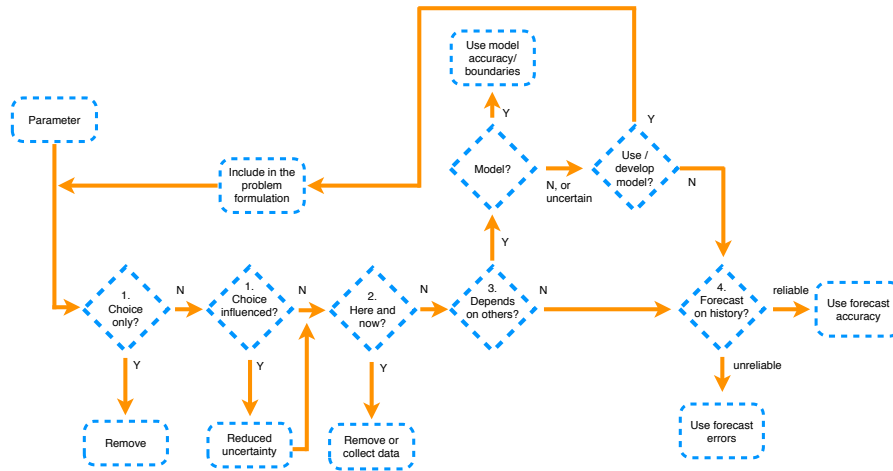 Use model
accuracy/
boundaries
Parameter
Y
Y
Include in the
problem
formulation
Model?
N, or
uncertain
Use /
develop
model?
N
Y
1.
Choice
only?
N
1.
Choice
influenced?
N
2.
Here and
now?
N
3.
Depends
on others?
N
4.
Forecast
on history?
reliable
Use forecast
accuracy
Y
Y
Y
unreliable
Remove
Reduced
uncertainty
Remove or
collect data
Use forecast
errors